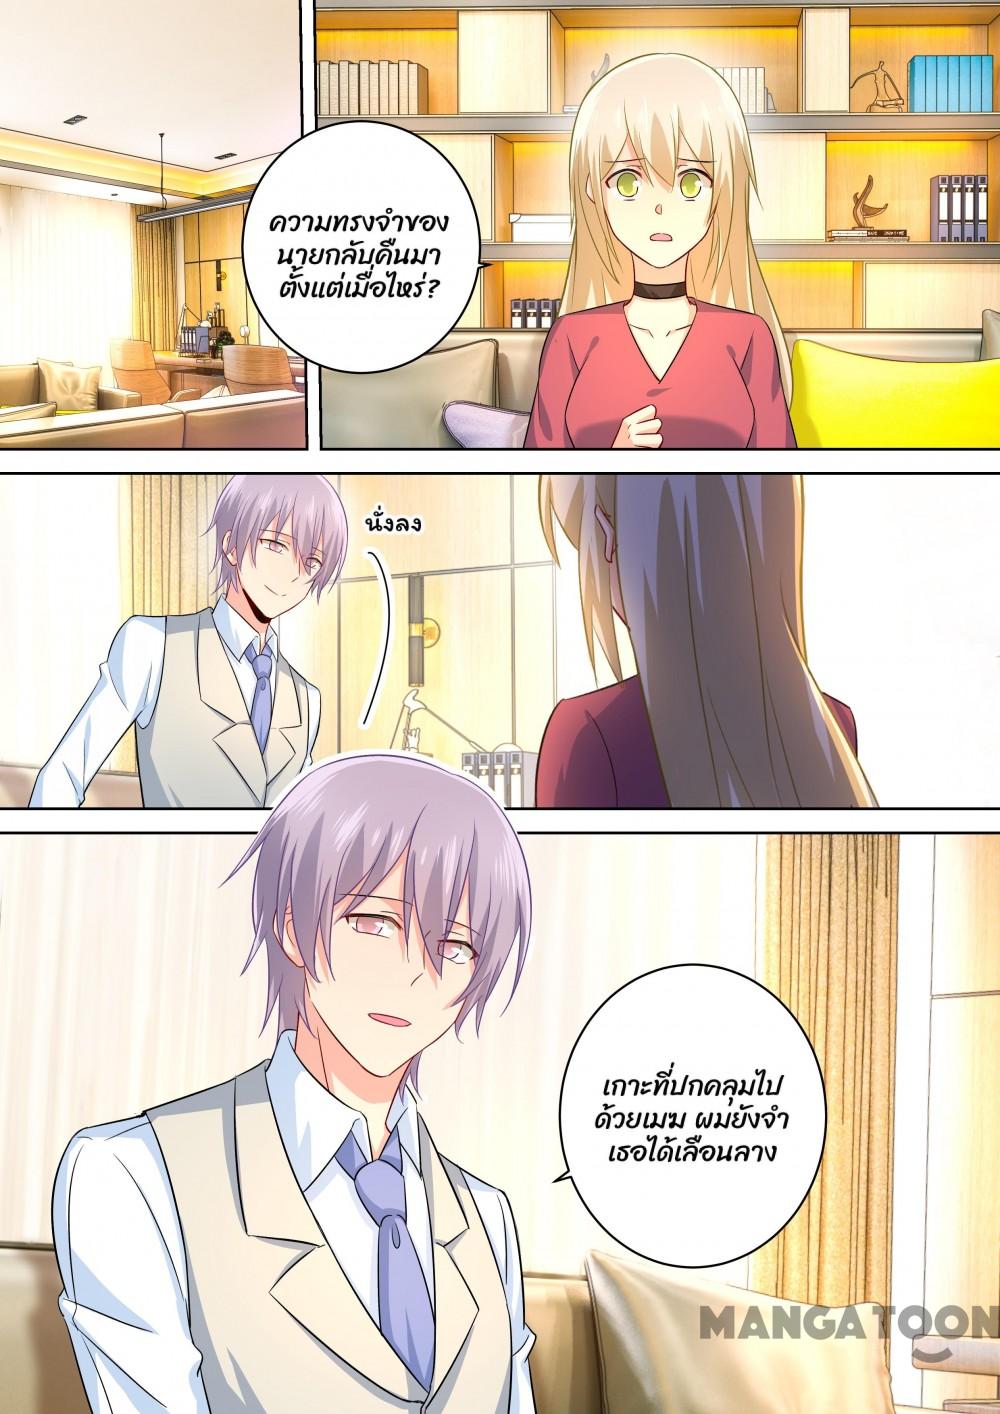 ความทรงจำของ
นายกลับคืนมา
ตั้งแต่เมื่อไหร่?
นั่งลง
เกาะที่ปกคลุมไป
ด้วยเมฆ ผมยังจำ
เธอได้เลือนลาง
MANGATOON